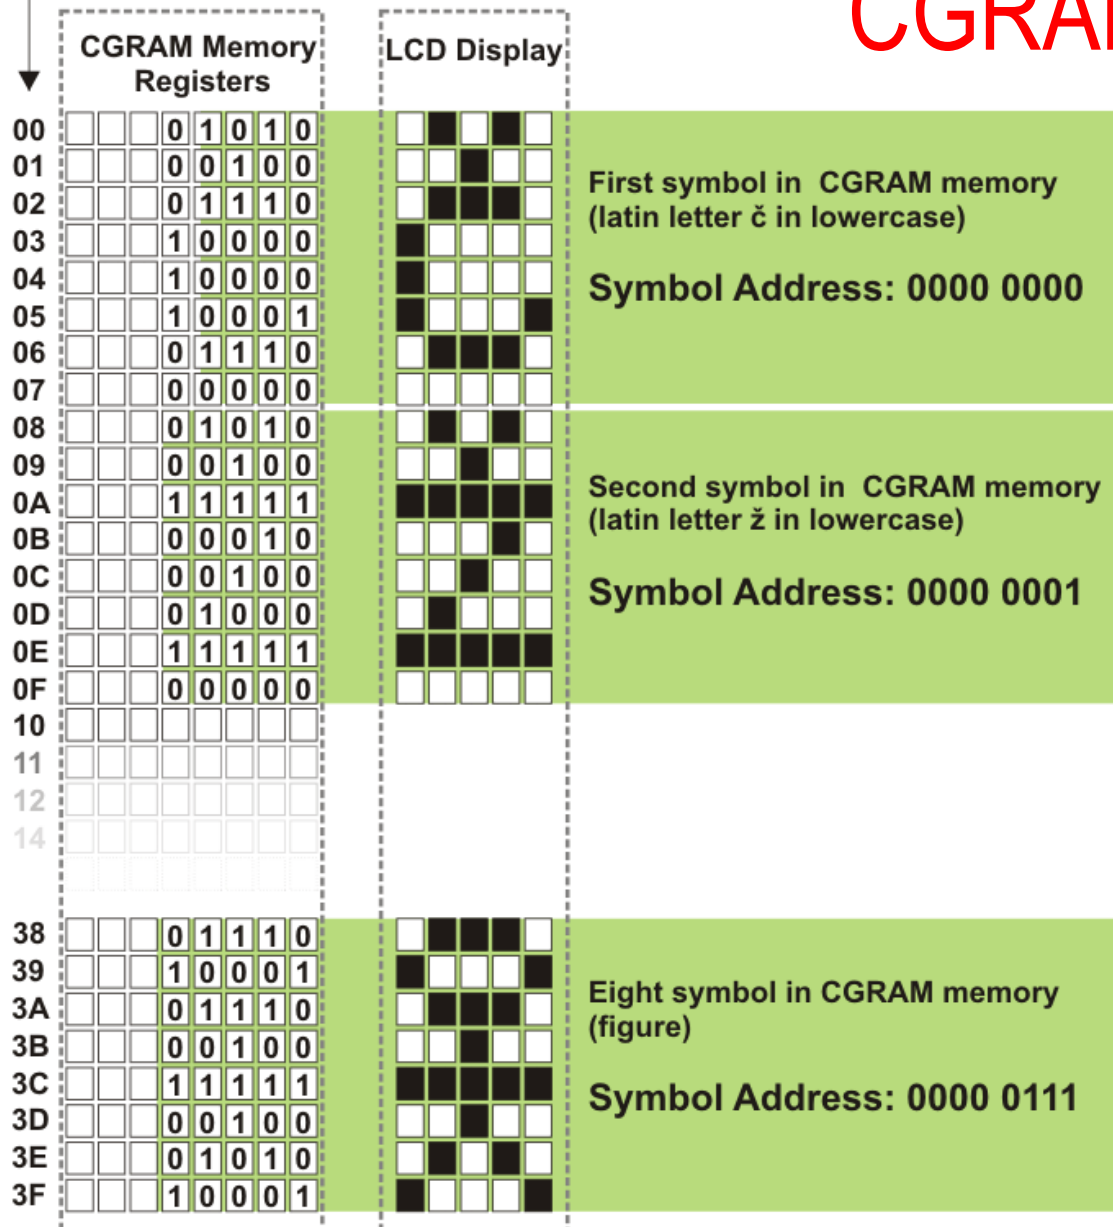 CGRA
CGRAM Memory
Registers
LCD Display
00 0 1 0 1 0
01 0 0 1 0 0
02 0 1 1 1 0
03 1 0 0 0 0
04 1 0 0 0 0
05 1 0 0 0 1
06 0 1 1 1 0
07 0 0 0 0 0
First symbol in CGRAM memory
(latin letter č in lowercase)
Symbol Address: 0000 0000
08 0 1 0 1 0
09 0 0 1 0 0
0A 1 1 1 1 1
0B 0 0 0 1 0
0C 0 0 1 0 0
0D 0 1 0 0 0
0E 1 1 1 1 1
0F 0 0 0 0 0
Second symbol in CGRAM memory
(latin letter ž in lowercase)
Symbol Address: 0000 0001
10
11
12
14
38 0 1 1 1 0
39 1 0 0 0 1
3A 0 1 1 1 0
3B 0 0 1 0 0
3C 1 1 1 1 1
3D 0 0 1 0 0
3E 0 1 0 1 0
3F 1 0 0 0 1
Eight symbol in CGRAM memory
(figure)
Symbol Address: 0000 0111